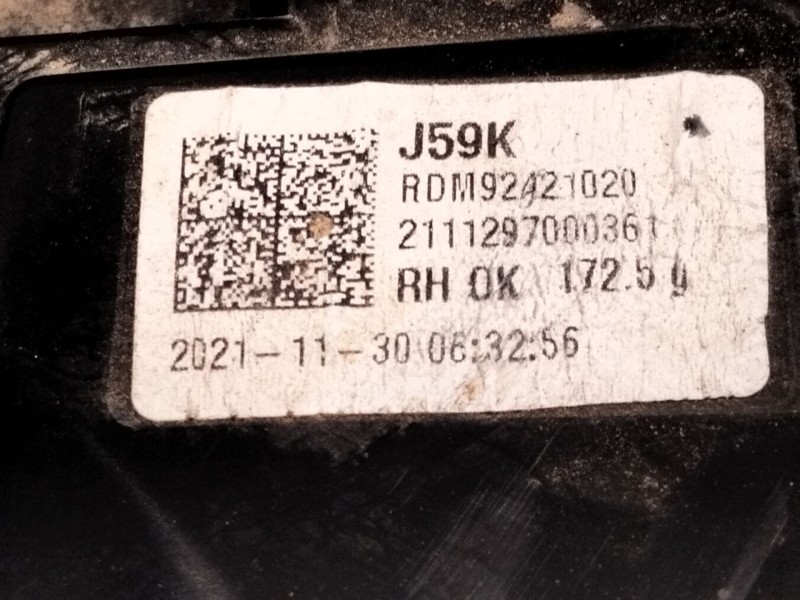 J59K
RDM92421020
2111297000361
RH OK 172.5 g
2021-11-30 06:32:56